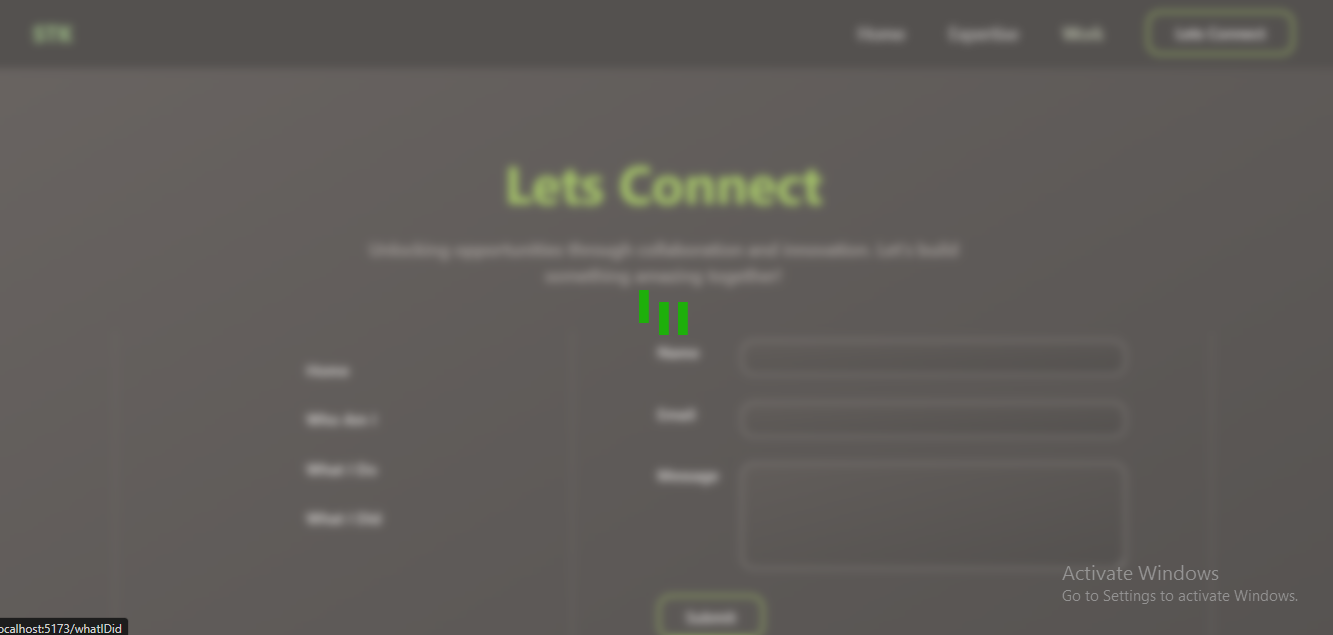 STK
Home Expertise Work Lets Connect
Lets Connect
Unlocking opportunities through collaboration and innovation. Let's build
something amazing together!
Name
Home
Email
Who Am I
What I Do
Message
What I Did
Activate Windows
Go to Settings to activate Windows.
Submit
ocalhost:5173/whatIDid